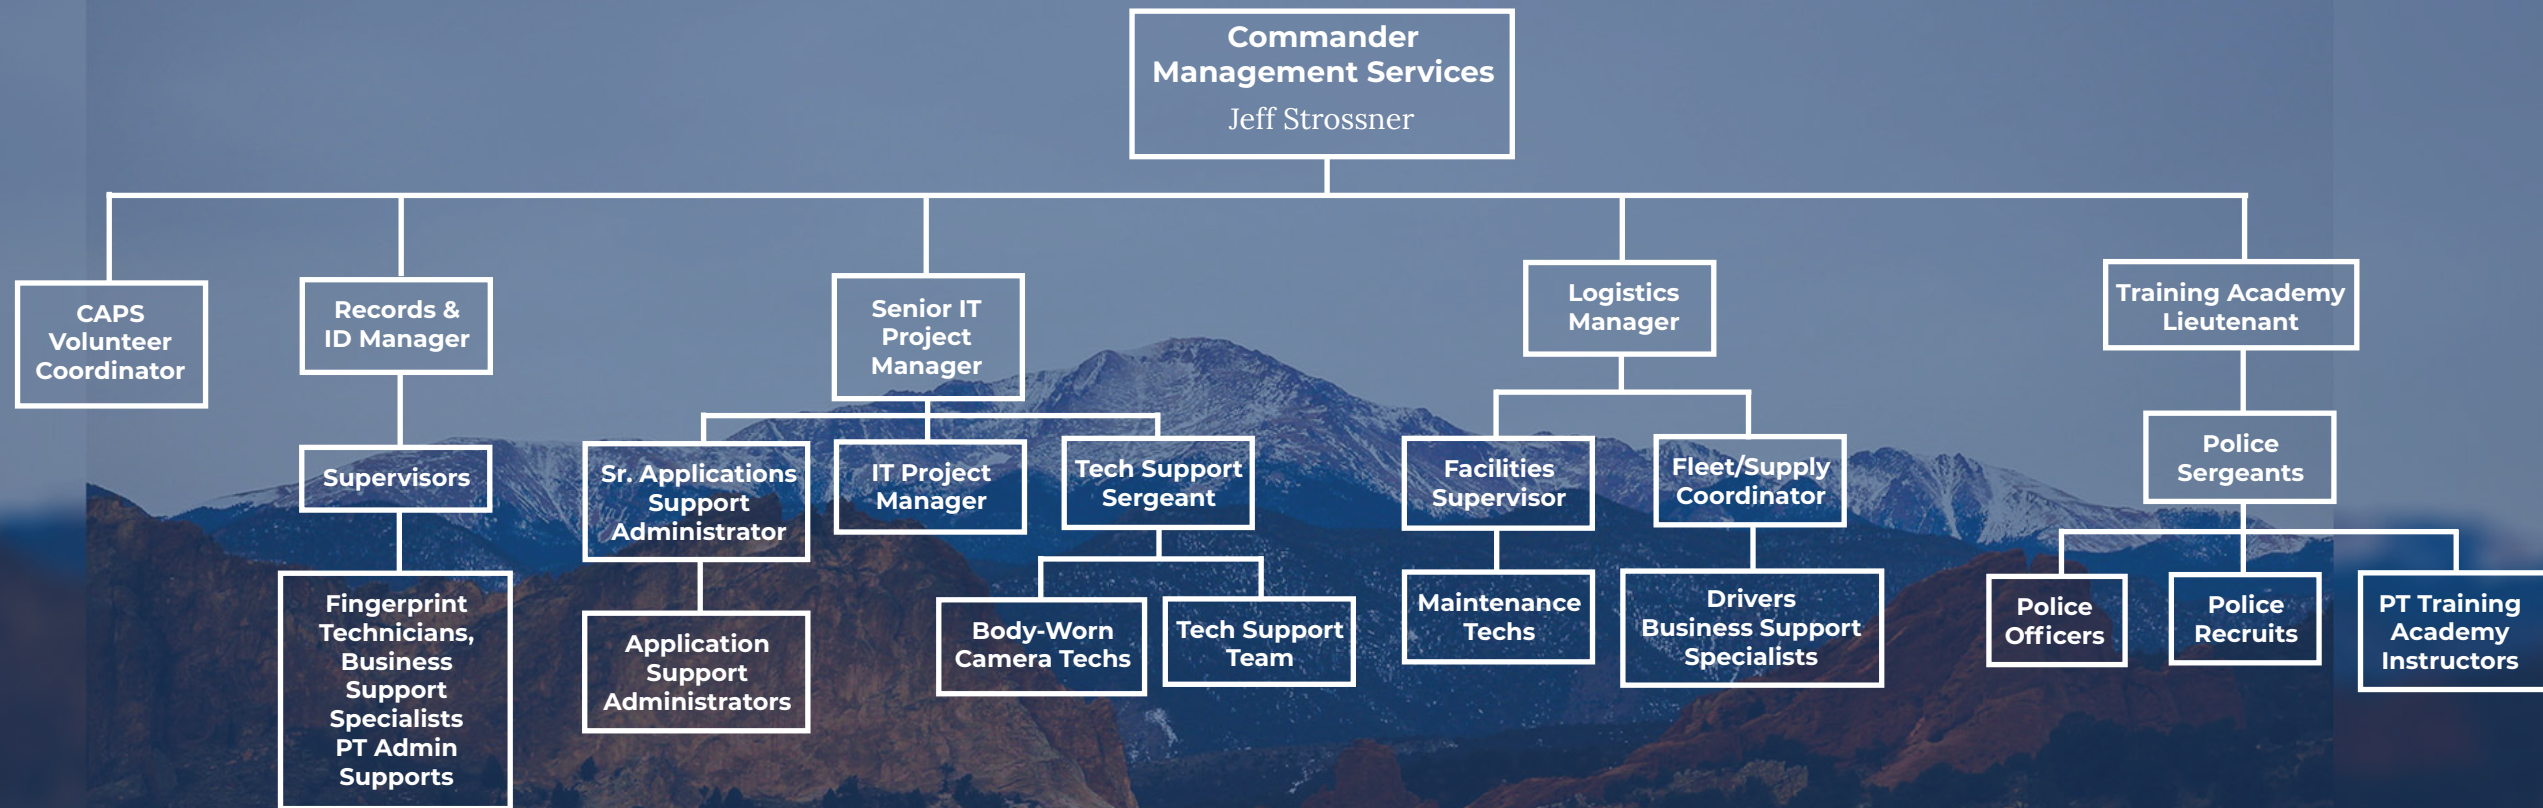 Commander
Management Services
Jeff Strossner
CAPS
Volunteer
Coordinator
Records &
ID Manager
Senior IT
Project
Manager
Logistics
Manager
Training Academy
Lieutenant
Supervisors
Sr. Applications
Support
Administrator
IT Project
Manager
Tech Support
Sergeant
Facilities
Supervisor
Fleet/Supply
Coordinator
Police
Sergeants
Fingerprint
Technicians,
Business
Support
Specialists
PT Admin
Supports
Application
Support
Administrators
Body-Worn
Camera Techs
Tech Support
Team
Maintenance
Techs
Drivers
Business Support
Specialists
Police
Officers
Police
Recruits
PT Training
Academy
Instructors